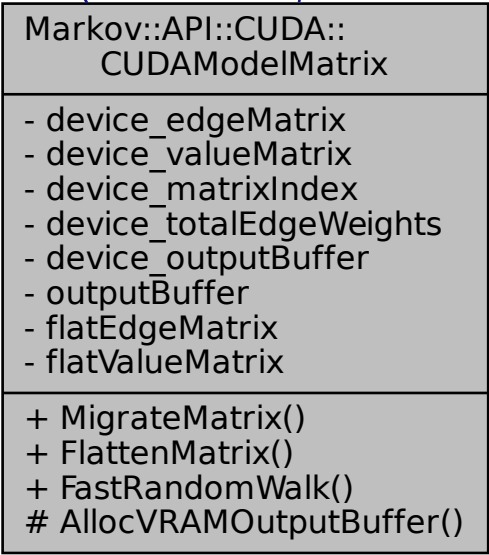 Markov::API::CUDA::
CUDAModelMatrix
- device_edgeMatrix
- device_valueMatrix
- device_matrixIndex
- device_totalEdgeWeights
- device_outputBuffer
- outputBuffer
- flatEdgeMatrix
- flatValueMatrix
+ MigrateMatrix()
+ FlattenMatrix()
+ FastRandomWalk()
# AllocVRAMOutputBuffer()